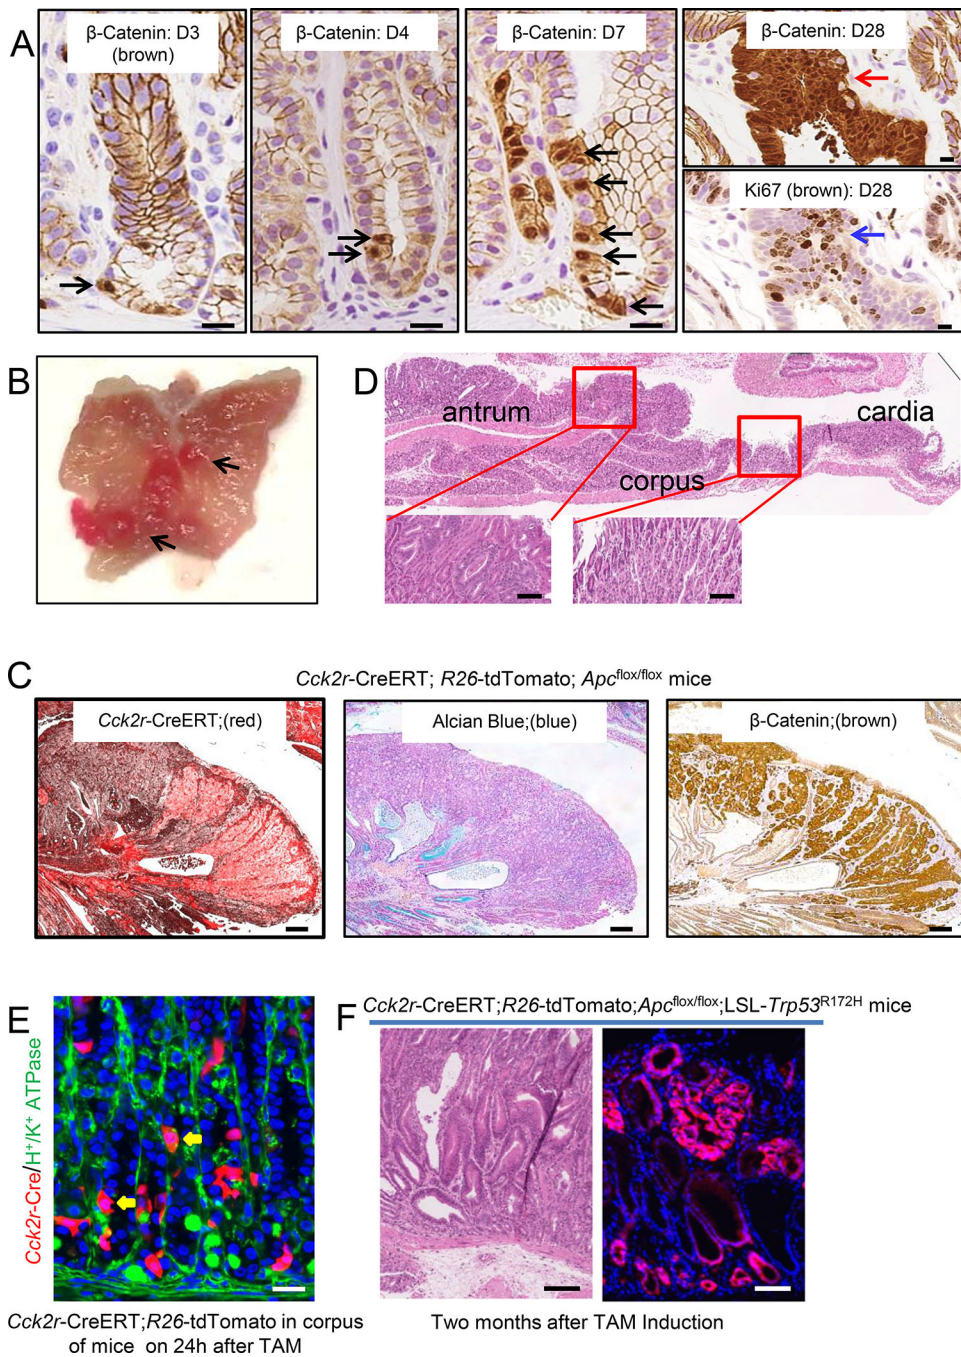 A
β-Catenin: D3
(brown)
β-Catenin: D4
β-Catenin: D7
β-Catenin: D28
Ki67 (brown): D28
B
D
antrum
cardia
corpus
C
Cck2r-CreERT; R26-tdTomato; Apcflox/flox mice
Cck2r-CreERT;(red)
Alcian Blue;(blue)
β-Catenin;(brown)
E
Cck2r-Cre/H+/K+ ATPase
Cck2r-CreERT;R26-tdTomato in corpus
of mice on 24h after TAM
F
Cck2r-CreERT;R26-tdTomato;Apcflox/flox;LSL-Trp53R172H mice
Two months after TAM Induction